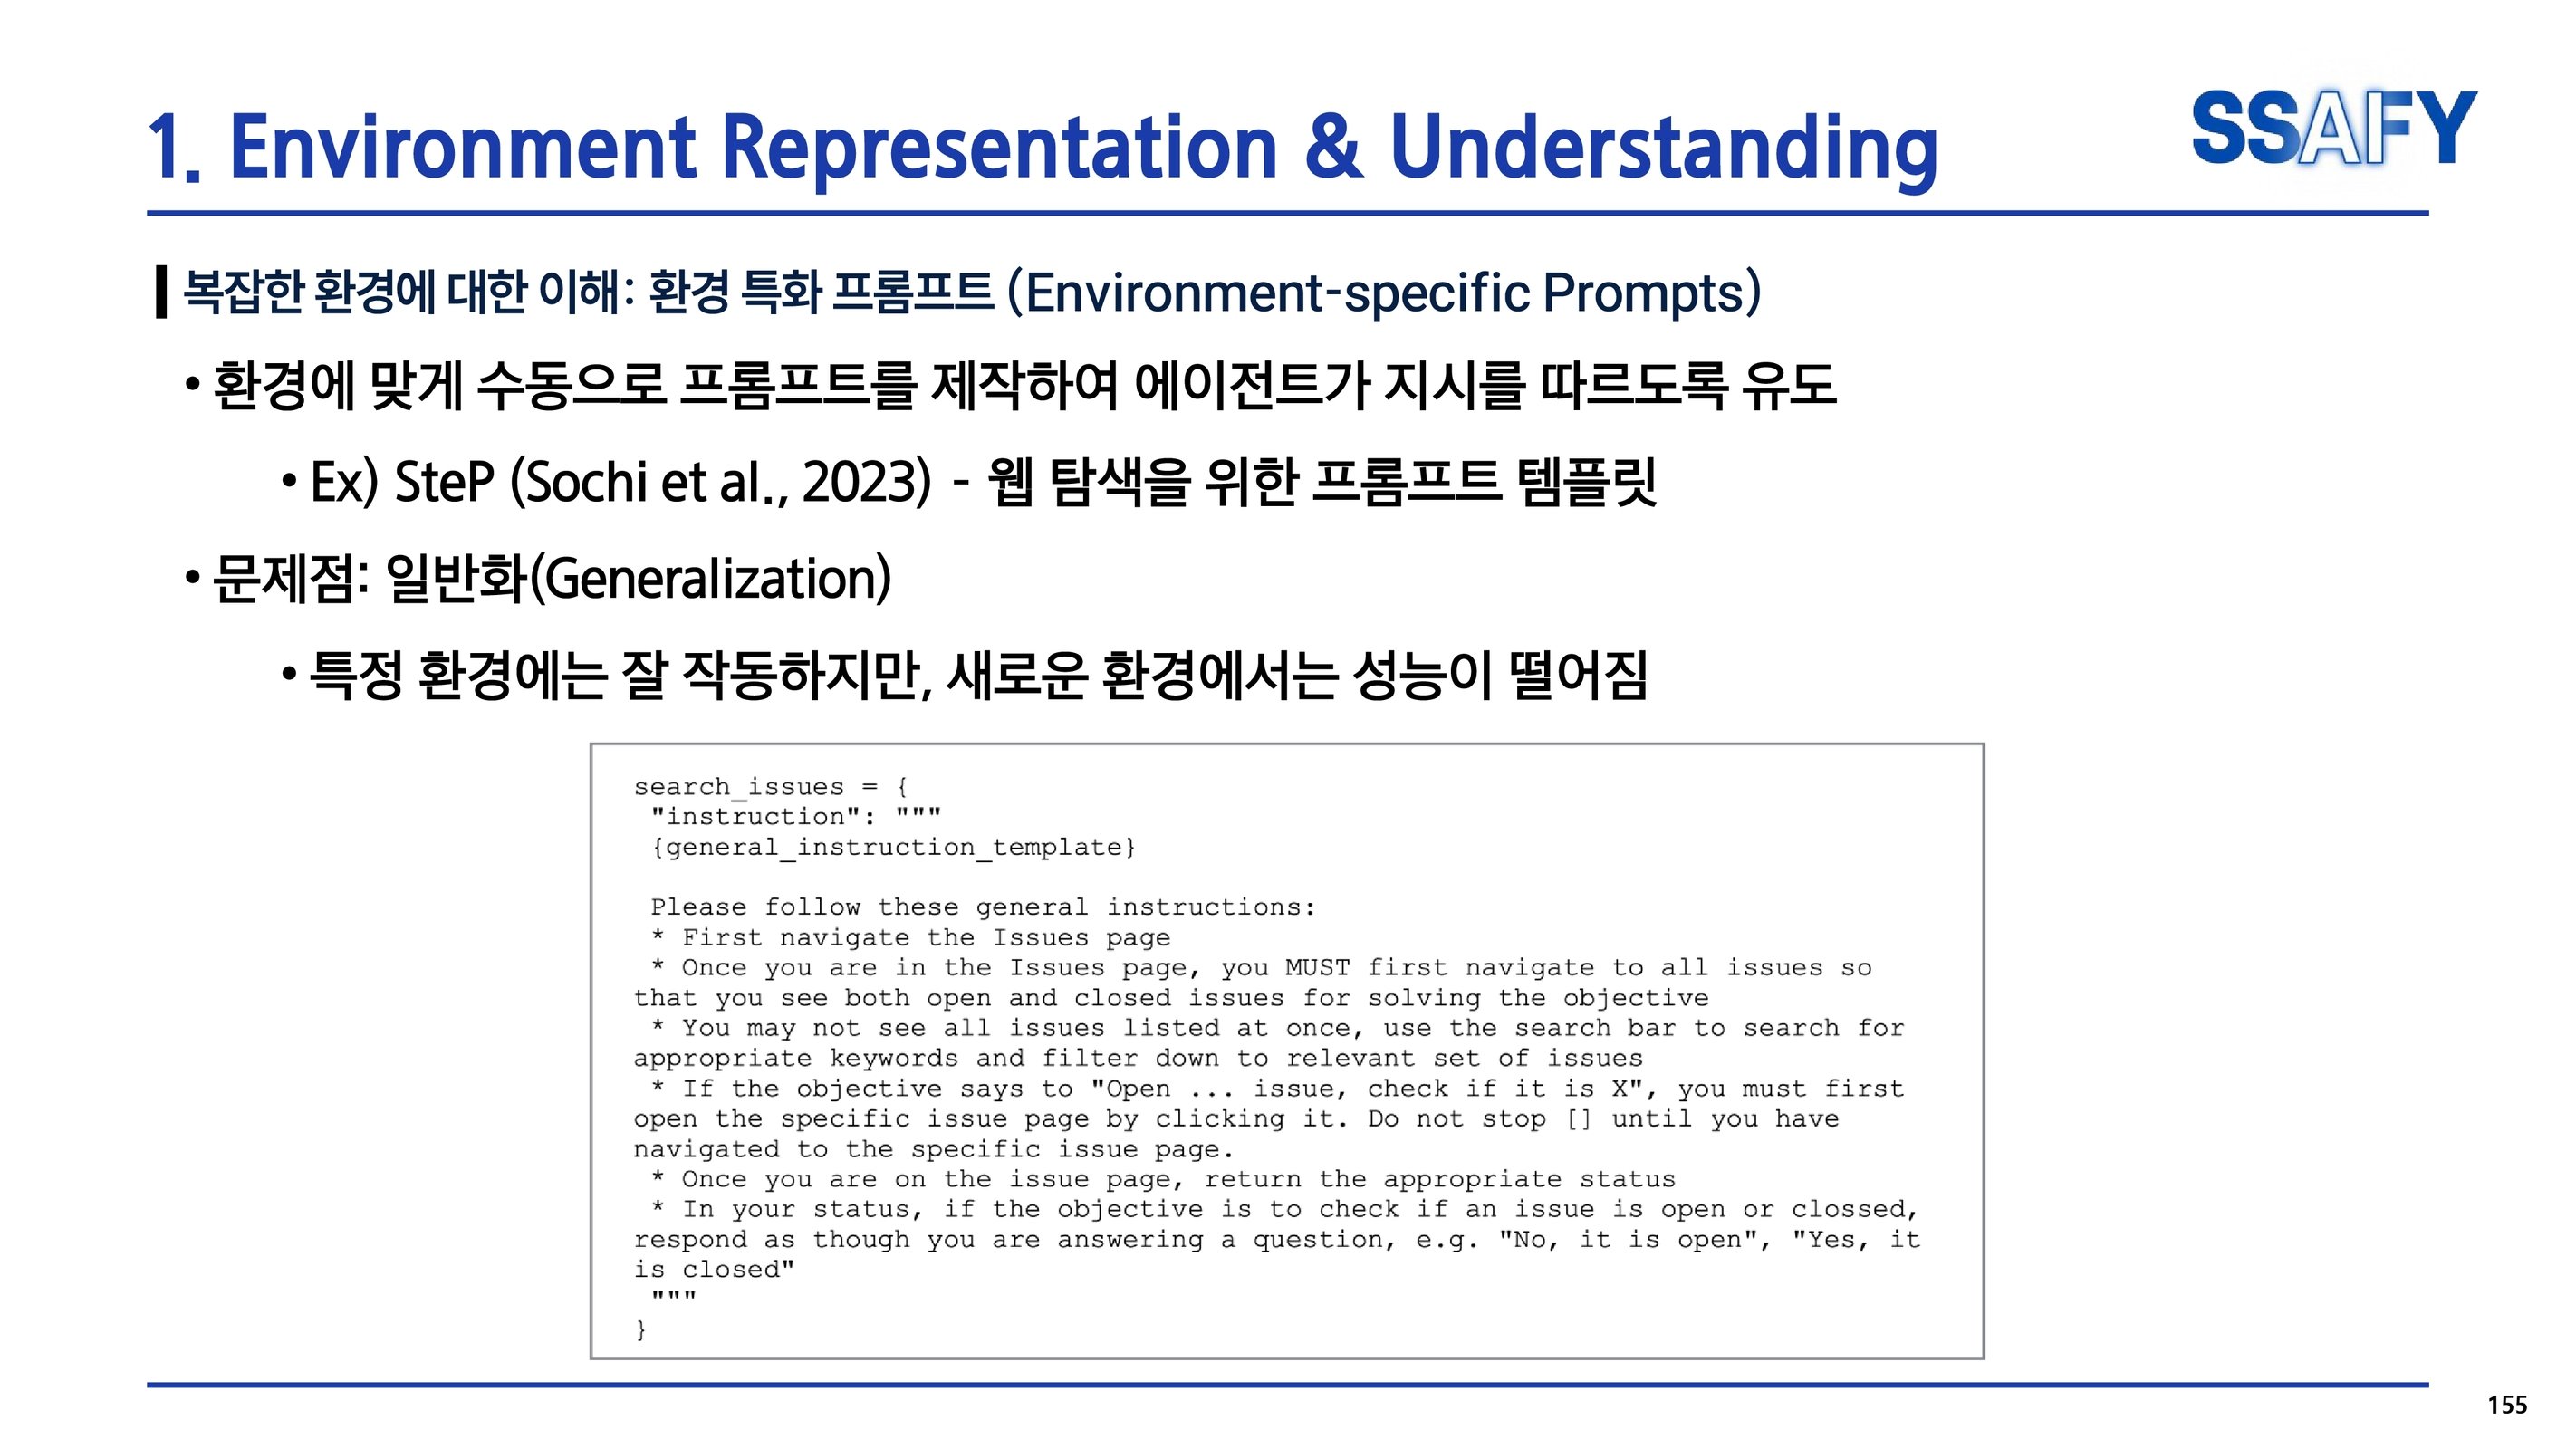 1. Environment Representation & Understanding
SSAFY
복잡한 환경에 대한 이해: 환경 특화 프롬프트 (Environment-specific Prompts)
• 환경에 맞게 수동으로 프롬프트를 제작하여 에이전트가 지시를 따르도록 유도
• Ex) SteP (Sochi et al., 2023) - 웹 탐색을 위한 프롬프트 템플릿
• 문제점: 일반화(Generalization)
• 특정 환경에는 잘 작동하지만, 새로운 환경에서는 성능이 떨어짐
search_issues = {
"instruction": """
{general_instruction_template}
Please follow these general instructions:
* First navigate the Issues page
* Once you are in the Issues page, you MUST first navigate to all issues so
that you see both open and closed issues for solving the objective
* You may not see all issues listed at once, use the search bar to search for
appropriate keywords and filter down to relevant set of issues
* If the objective says to "Open ... issue, check if it is X", you must first
open the specific issue page by clicking it. Do not stop [] until you have
navigated to the specific issue page.
* Once you are on the issue page, return the appropriate status
* In your status, if the objective is to check if an issue is open or clossed,
respond as though you are answering a question, e.g. "No, it is open", "Yes, it
is closed"
"""
}
155